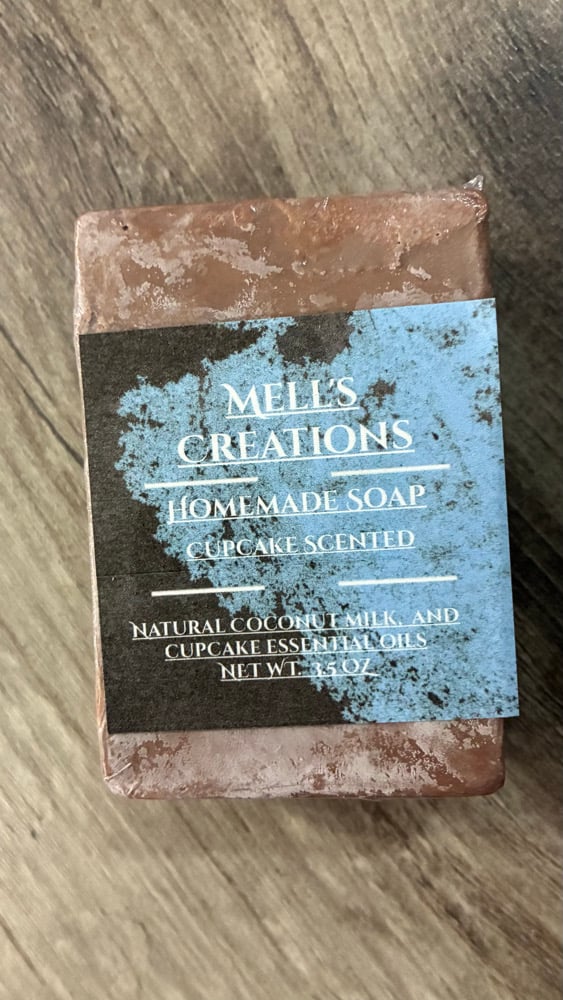 Mell's
Creations
Homemade Soap
Cupcake Scented
Natural Coconut milk, and
cupcake essential oils
Net Wt. 3.5 oz